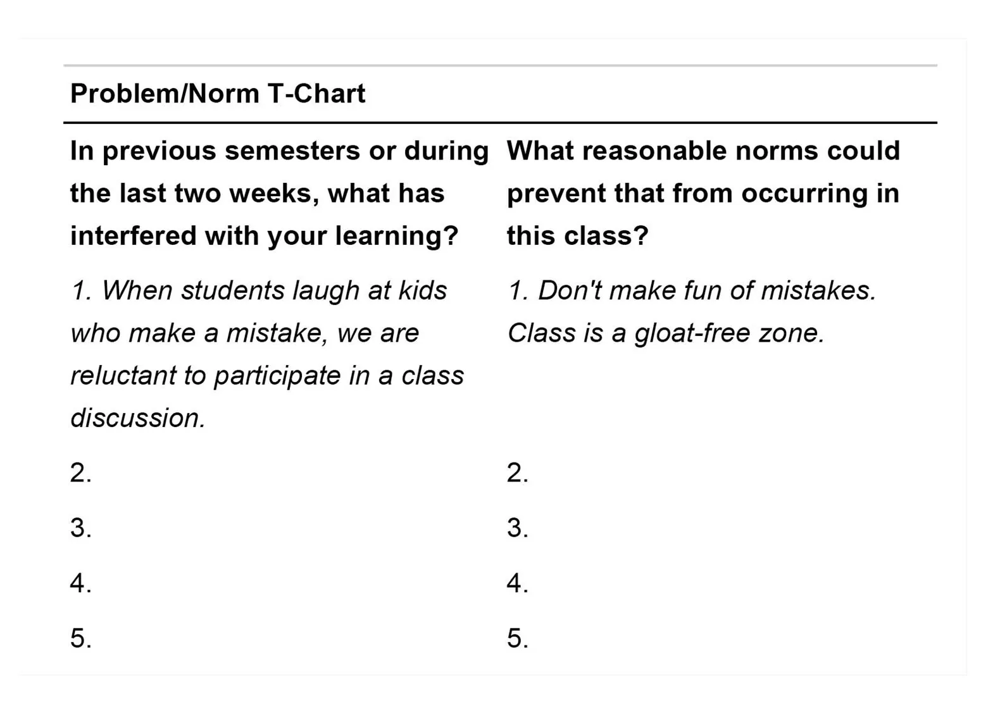 Problem/Norm T-Chart
In previous semesters or during
the last two weeks, what has
interfered with your learning?
What reasonable norms could
prevent that from occurring in
this class?
1. When students laugh at kids
who make a mistake, we are
reluctant to participate in a class
discussion.
1. Don't make fun of mistakes.
Class is a gloat-free zone.
2.
2.
3.
3.
4.
4.
5.
5.